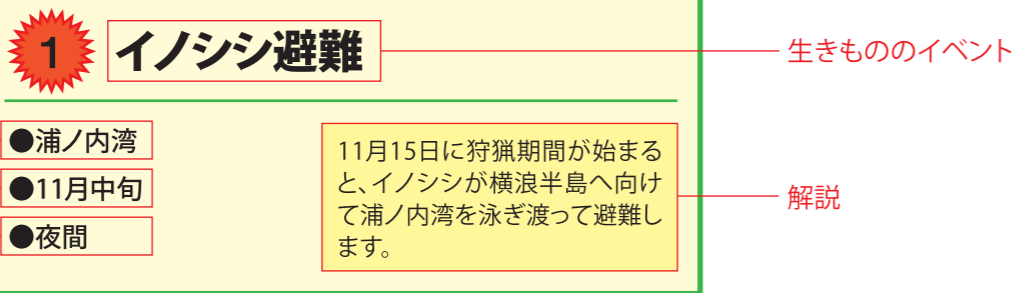 1 イノシシ避難
生きもののイベント
●浦ノ内湾
●11月中旬
●夜間
11月15日に狩猟期間が始まる
と、イノシシが横浪半島へ向け
て浦ノ内湾を泳ぎ渡って避難し
ます。
解説